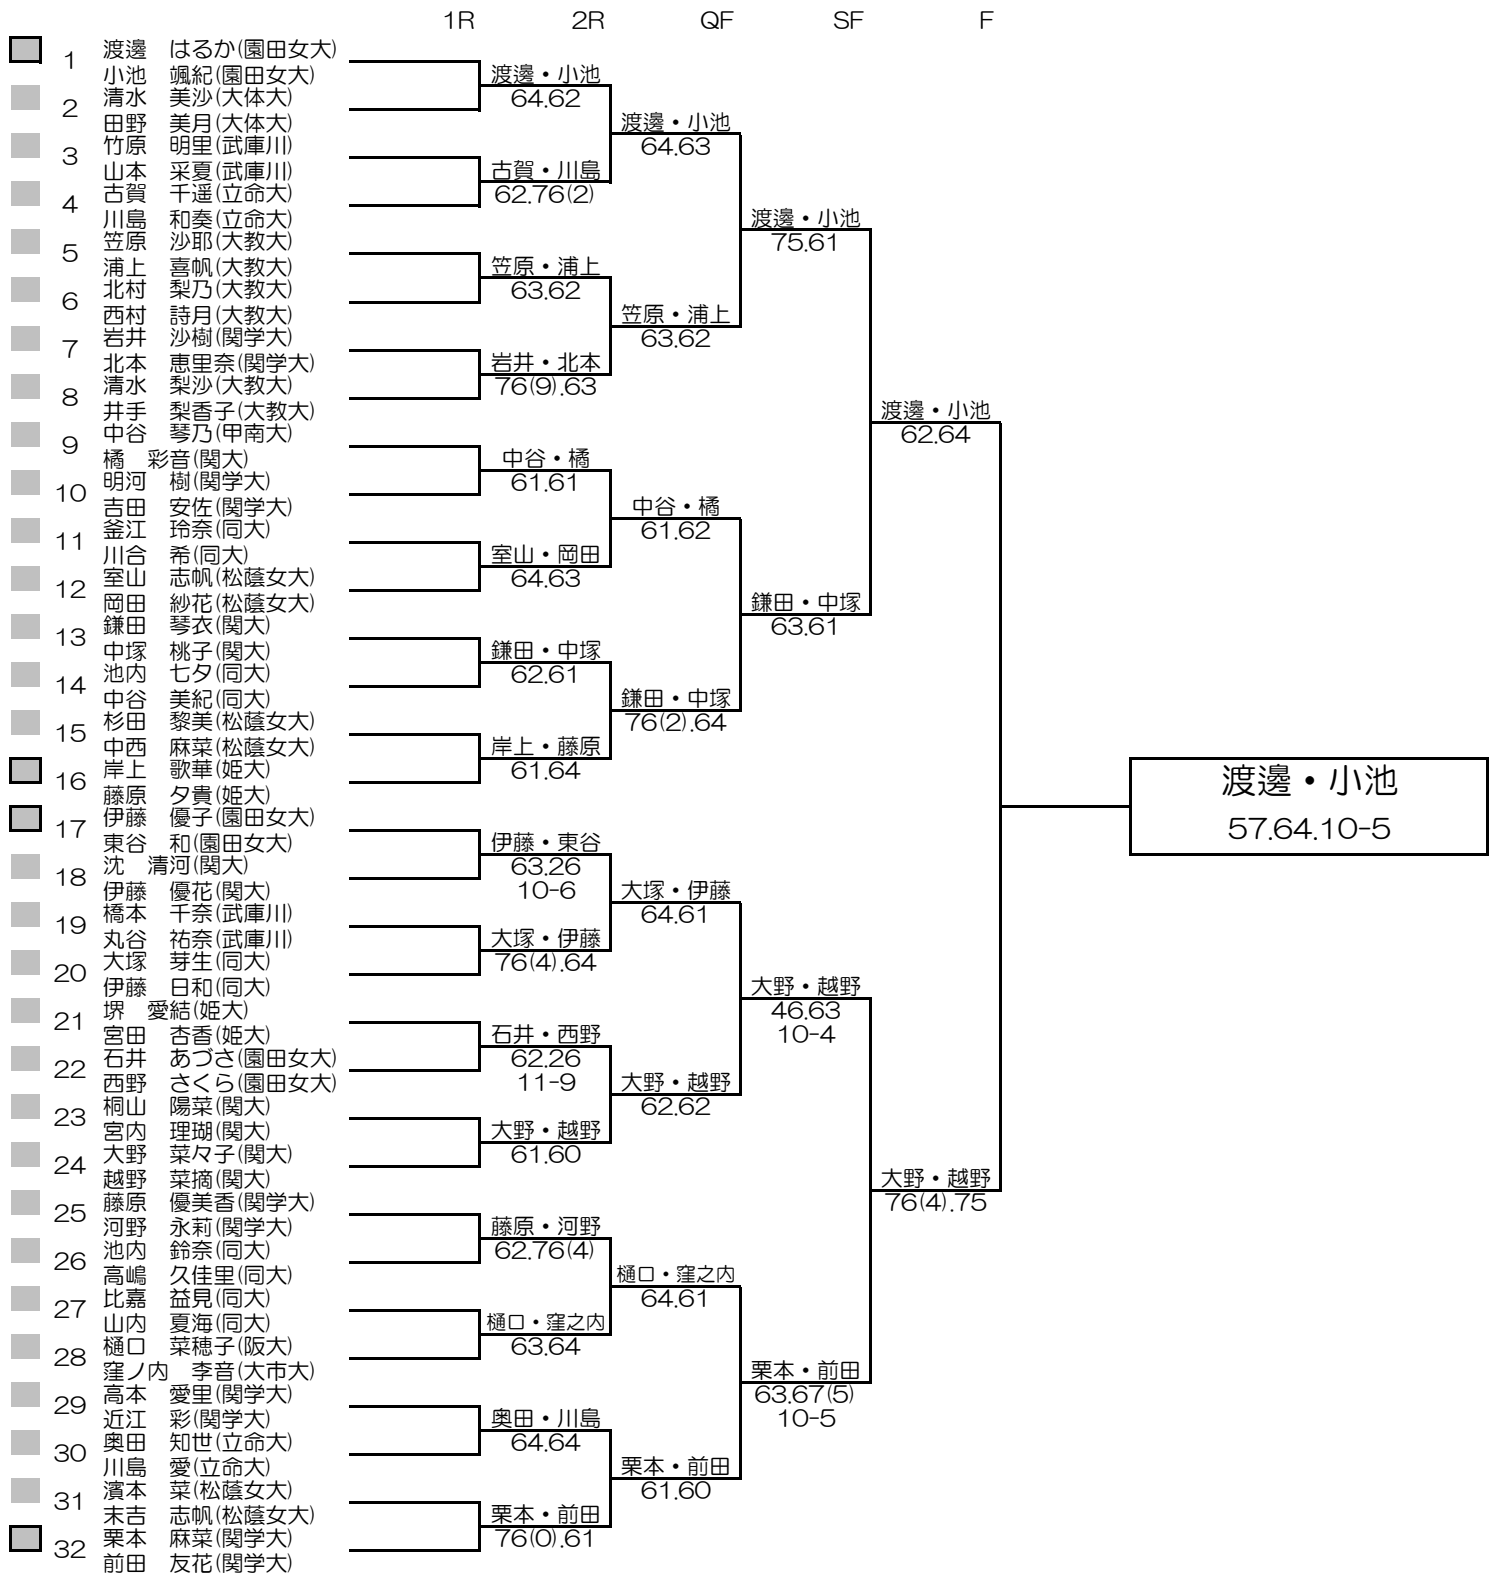 1R 2R QF SF F
1 渡邊 はるか(園田女大)
小池 颯紀(園田女大)
渡邊・小池
64.62
2 清水 美沙(大体大)
田野 美月(大体大)
渡邊・小池
64.63
3 竹原 明里(武庫川)
山本 采夏(武庫川)
古賀・川島
62.76(2)
4 古賀 千遥(立命大)
川島 和奏(立命大)
渡邊・小池
75.61
5 笠原 沙耶(大教大)
浦上 喜帆(大教大)
笠原・浦上
63.62
6 北村 梨乃(大教大)
西村 詩月(大教大)
笠原・浦上
63.62
7 岩井 沙樹(関学大)
北本 恵里奈(関学大)
岩井・北本
76(9).63
8 清水 梨沙(大教大)
井手 梨香子(大教大)
渡邊・小池
62.64
9 中谷 琴乃(甲南大)
橘 彩音(関大)
中谷・橘
61.61
10 明河 樹(関学大)
吉田 安佐(関学大)
中谷・橘
61.62
11 釜江 玲奈(同大)
川合 希(同大)
室山・岡田
64.63
12 室山 志帆(松蔭女大)
岡田 紗花(松蔭女大)
鎌田・中塚
63.61
13 鎌田 琴衣(関大)
中塚 桃子(関大)
鎌田・中塚
62.61
14 池内 七夕(同大)
中谷 美紀(同大)
鎌田・中塚
76(2).64
15 杉田 黎美(松蔭女大)
中西 麻菜(松蔭女大)
岸上・藤原
61.64
16 岸上 歌華(姫大)
藤原 夕貴(姫大)
渡邊・小池
57.64.10-5
17 伊藤 優子(園田女大)
東谷 和(園田女大)
伊藤・東谷
63.26
10-6
18 沈 清河(関大)
伊藤 優花(関大)
大塚・伊藤
64.61
19 橋本 千奈(武庫川)
丸谷 祐奈(武庫川)
大塚・伊藤
76(4).64
20 大塚 芽生(同大)
伊藤 日和(同大)
大野・越野
46.63
10-4
21 堺 愛結(姫大)
宮田 杏香(姫大)
石井・西野
62.26
11-9
22 石井 あづさ(園田女大)
西野 さくら(園田女大)
大野・越野
62.62
23 桐山 陽菜(関大)
宮内 理瑚(関大)
大野・越野
61.60
24 大野 菜々子(関大)
越野 菜摘(関大)
大野・越野
76(4).75
25 藤原 優美香(関学大)
河野 永莉(関学大)
藤原・河野
62.76(4)
26 池内 鈴奈(同大)
高嶋 久佳里(同大)
樋口・窪之内
64.61
27 比嘉 益見(同大)
山内 夏海(同大)
樋口・窪之内
63.64
28 樋口 菜穂子(阪大)
窪ノ内 李音(大市大)
栗本・前田
63.67(5)
10-5
29 高本 愛里(関学大)
近江 彩(関学大)
奥田・川島
64.64
30 奥田 知世(立命大)
川島 愛(立命大)
栗本・前田
61.60
31 濱本 菜(松蔭女大)
末吉 志帆(松蔭女大)
栗本・前田
76(0).61
32 栗本 麻菜(関学大)
前田 友花(関学大)